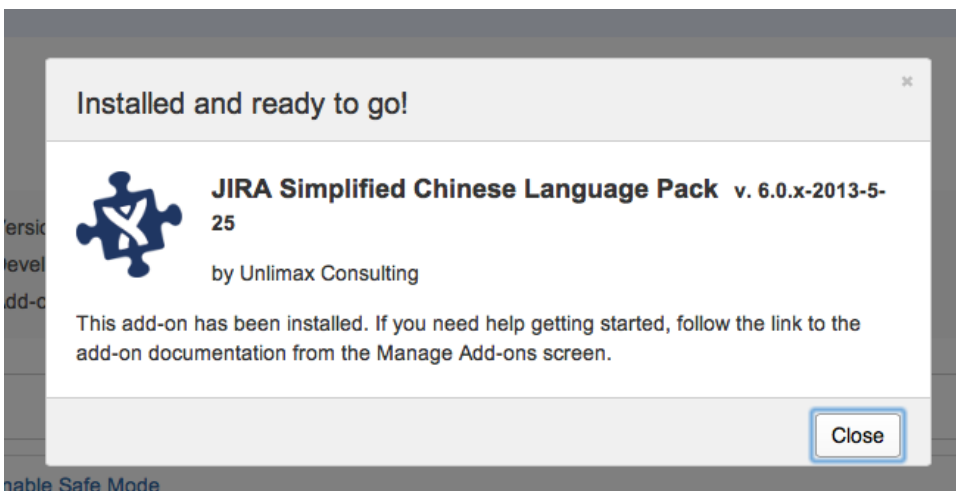 Installed and ready to go!
×
JIRA Simplified Chinese Language Pack v. 6.0.x-2013-5-
25
by Unlimax Consulting
This add-on has been installed. If you need help getting started, follow the link to the
add-on documentation from the Manage Add-ons screen.
Close
Safe Mode